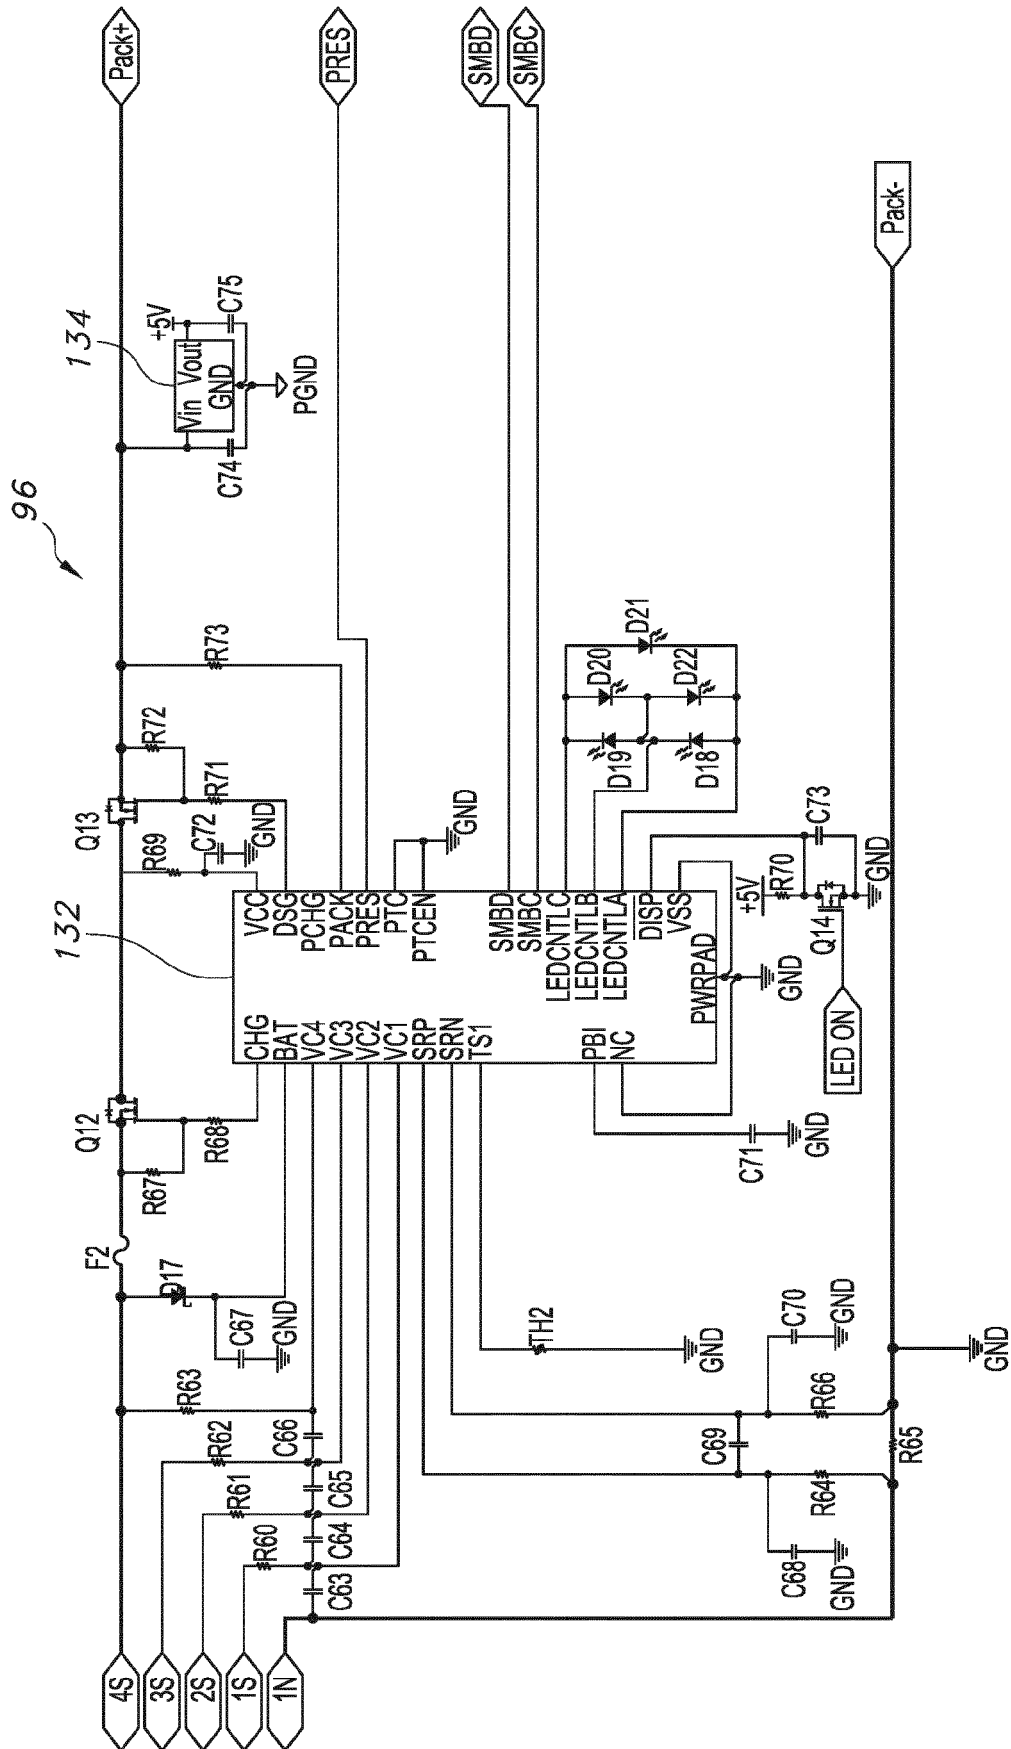 96
4S
3S
2S
1S
1N
Pack+
PRES
SMBD
SMBC
Pack-
F2
Q12
Q13
132
134
R63
R62
R61
R60
C66
C65
C64
C63
D17
C67
GND
R67
R68
R69
C72
GND
R71
R72
R73
Vin
Vout
GND
+5V
C74
C75
PGND
CHG
BAT
VC4
VC3
VC2
VC1
SRP
SRN
TS1
PBI
NC
VCC
DSG
PCHG
PACK
PRES
PTC
PTCEN
SMBD
SMBC
LEDCNTLC
LEDCNTLB
LEDCNTLA
DISP
VSS
PWRPAD
GND
GND
D19
D20
D21
D18
D22
TH2
GND
C71
GND
LED ON
Q14
+5V
R70
C73
GND
C69
C68
GND
R64
R65
R66
C70
GND
GND